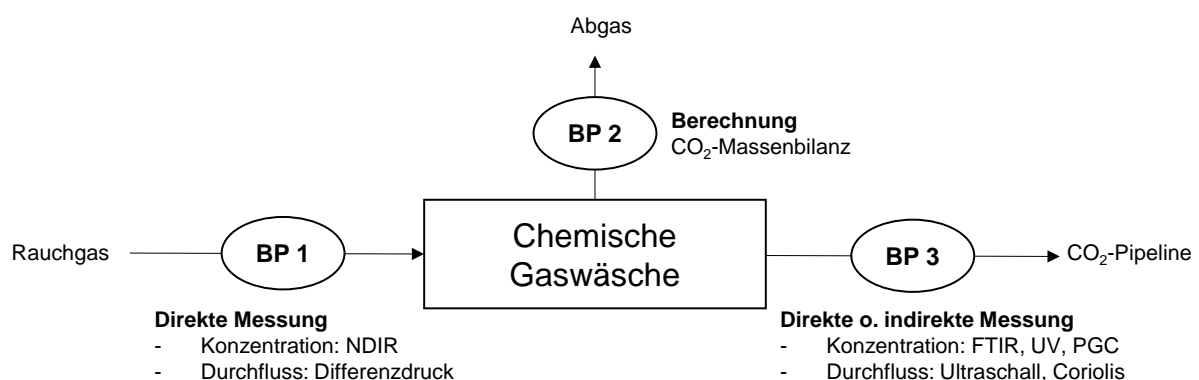 Abgas
BP 2
Berechnung
CO₂-Massenbilanz
Rauchgas
BP 1
Chemische
Gaswäsche
BP 3
CO₂-Pipeline
Direkte Messung
- Konzentration: NDIR
- Durchfluss: Differenzdruck
Direkte o. indirekte Messung
- Konzentration: FTIR, UV, PGC
- Durchfluss: Ultraschall, Coriolis